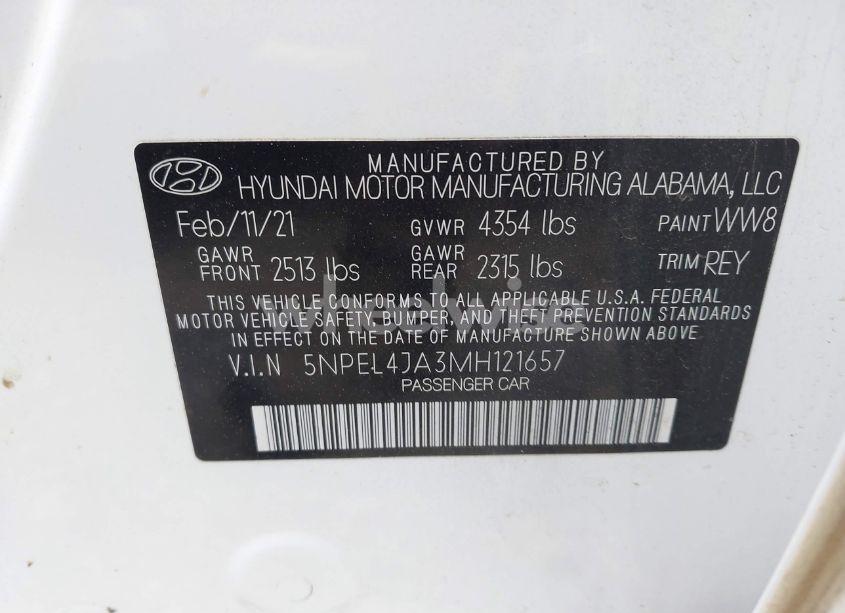 MANUFACTURED BY
HYUNDAI MOTOR MANUFACTURING ALABAMA, LLC
Feb/11/21 GVWR 4354 lbs PAINT WW8
GAWR FRONT 2513 lbs GAWR REAR 2315 lbs TRIM REY
THIS VEHICLE CONFORMS TO ALL APPLICABLE U.S.A. FEDERAL
MOTOR VEHICLE SAFETY, BUMPER, AND THEFT PREVENTION STANDARDS
IN EFFECT ON THE DATE OF MANUFACTURE SHOWN ABOVE
V.I.N 5NPEL4JA3MH121657
PASSENGER CAR